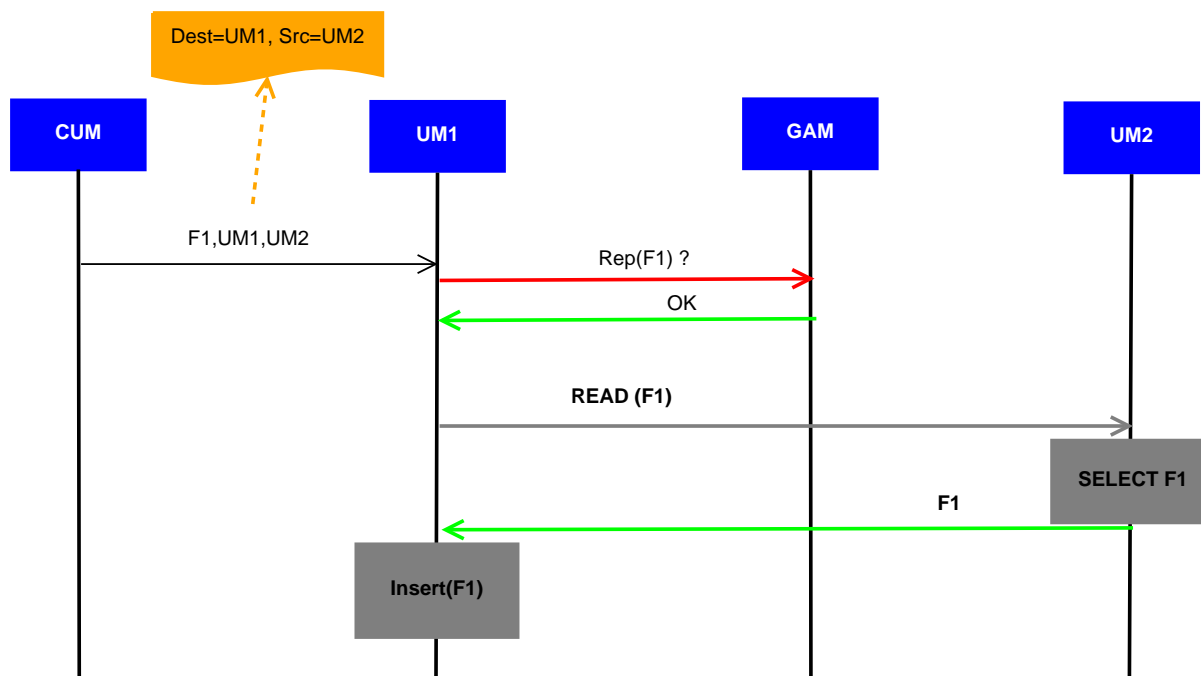 Dest=UM1, Src=UM2
CUM
UM1
GAM
UM2
F1,UM1,UM2
Rep(F1) ?
OK
READ (F1)
SELECT F1
F1
Insert(F1)